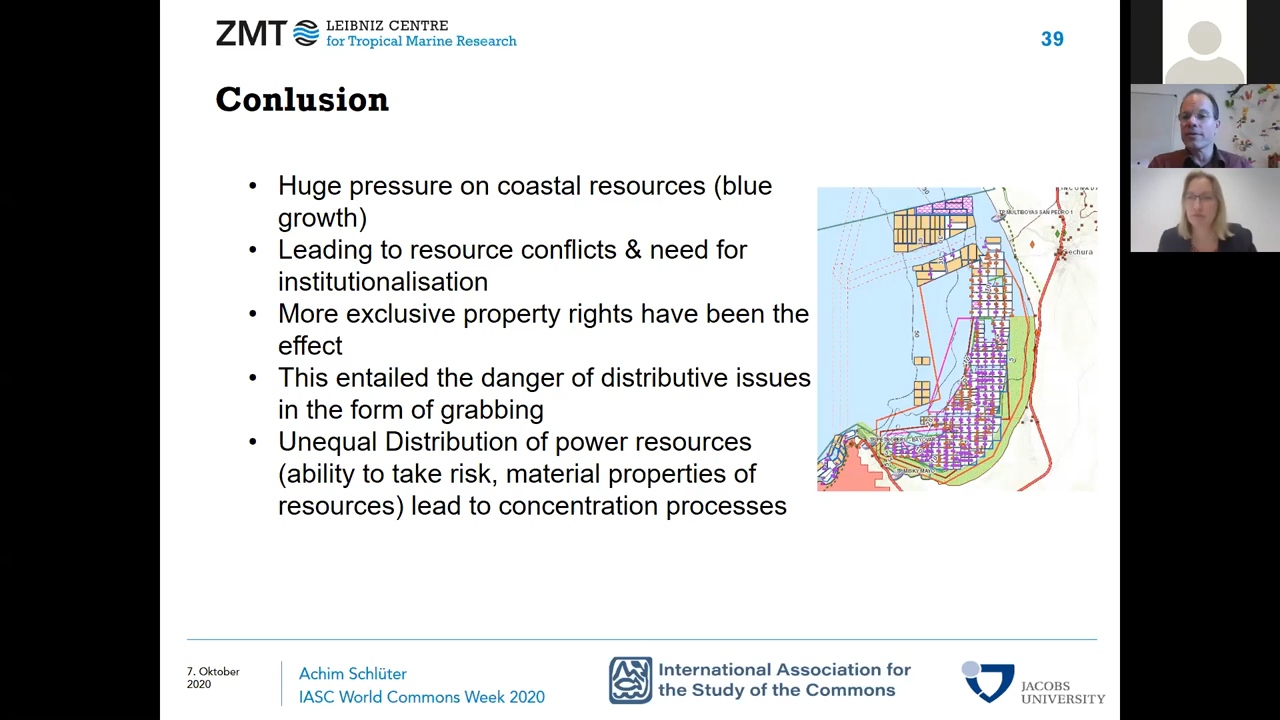 ZMT
LEIBNIZ CENTRE
for Tropical Marine Research
39
Conlusion
• Huge pressure on coastal resources (blue
growth)
• Leading to resource conflicts & need for
institutionalisation
• More exclusive property rights have been the
effect
• This entailed the danger of distributive issues
in the form of grabbing
• Unequal Distribution of power resources
(ability to take risk, material properties of
resources) lead to concentration processes
7. Oktober
2020
Achim Schlüter
IASC World Commons Week 2020
International Association for
the Study of the Commons
JACOBS
UNIVERSITY